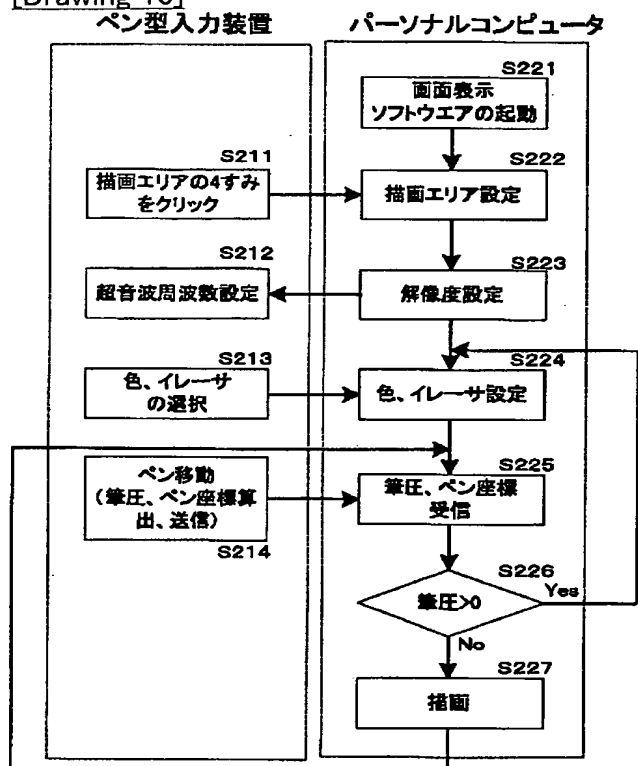 [Drawing 10]
ペン型入力装置
パーソナルコンピュータ
S221
画面表示
ソフトウエアの起動
S211
描画エリアの4すみ
をクリック
S222
描画エリア設定
S212
超音波周波数設定
S223
解像度設定
S213
色、イレーサ
の選択
S224
色、イレーサ設定
ペン移動
(筆圧、ペン座標算
出、送信)
S214
S225
筆圧、ペン座標
受信
S226
筆圧>0
Yes
No
S227
描画